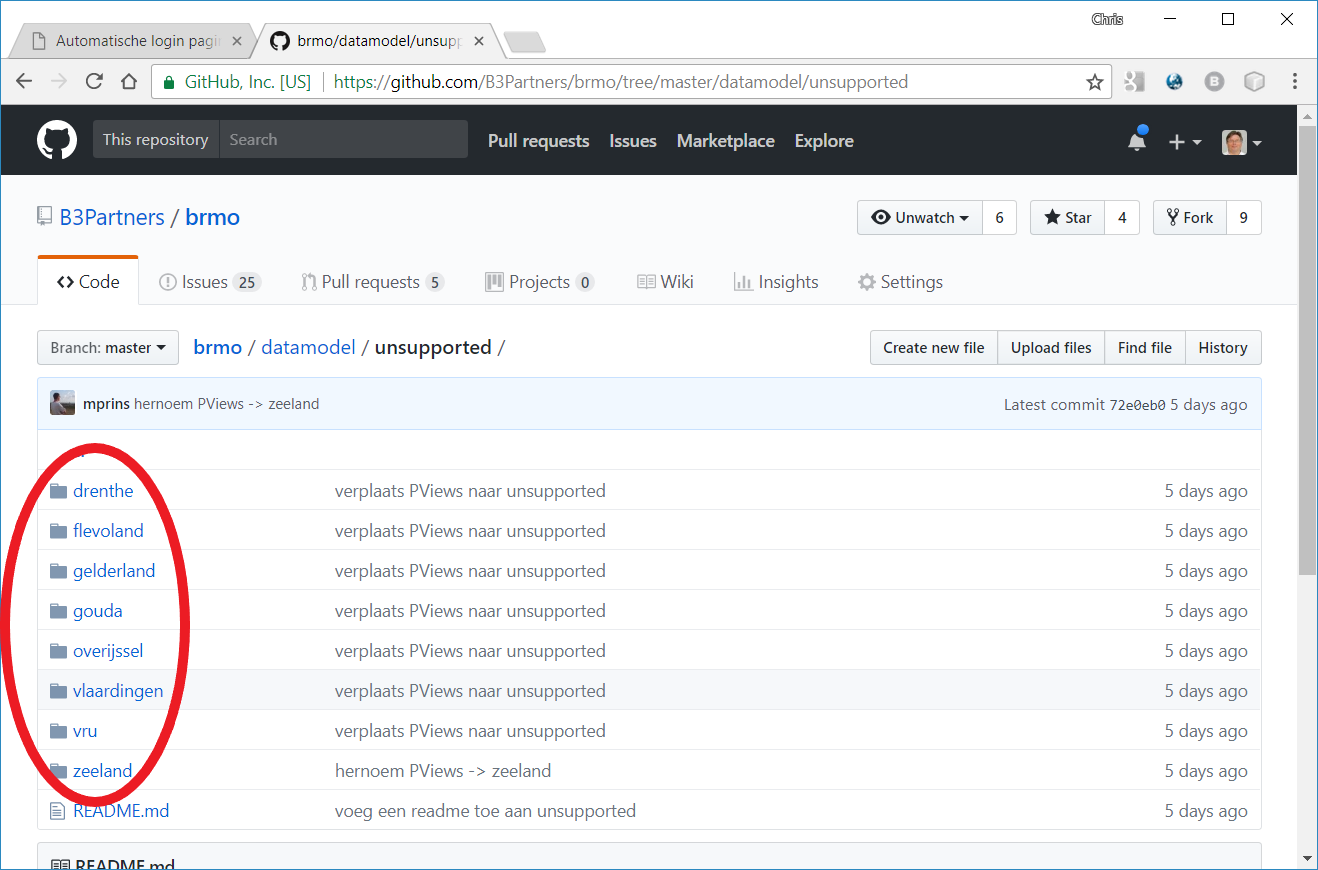 Chris
Automatische login pagi
brmo/datamodel/unsupp
GitHub, Inc. [US] https://github.com/B3Partners/brmo/tree/master/datamodel/unsupported
B
This repository Search Pull requests Issues Marketplace Explore
B3Partners / brmo Unwatch 6 Star 4 Fork 9
Code Issues 25 Pull requests 5 Projects 0 Wiki Insights Settings
Branch: master brmo / datamodel / unsupported / Create new file Upload files Find file History
mprins hernoem PViews -> zeeland Latest commit 72e0eb0 5 days ago
drenthe verplaats PViews naar unsupported 5 days ago
flevoland verplaats PViews naar unsupported 5 days ago
gelderland verplaats PViews naar unsupported 5 days ago
gouda verplaats PViews naar unsupported 5 days ago
overijssel verplaats PViews naar unsupported 5 days ago
vlaardingen verplaats PViews naar unsupported 5 days ago
vru verplaats PViews naar unsupported 5 days ago
zeeland hernoem PViews -> zeeland 5 days ago
README.md voeg een readme toe aan unsupported 5 days ago
README.md